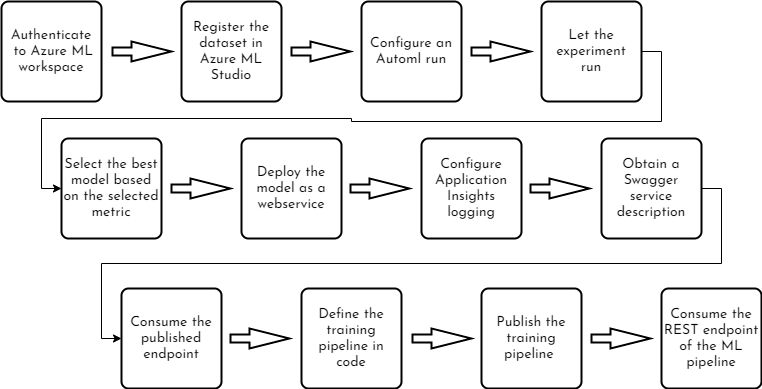 Authenticate
to Azure ML
workspace
Register the
dataset in
Azure ML
Studio
Configure an
Automl run
Let the
experiment
run
Select the best
model based
on the selected
metric
Deploy the
model as a
webservice
Configure
Application
Insights
logging
Obtain a
Swagger
service
description
Consume the
published
endpoint
Define the
training
pipeline in
code
Publish the
training
pipeline
Consume the
REST endpoint
of the ML
pipeline